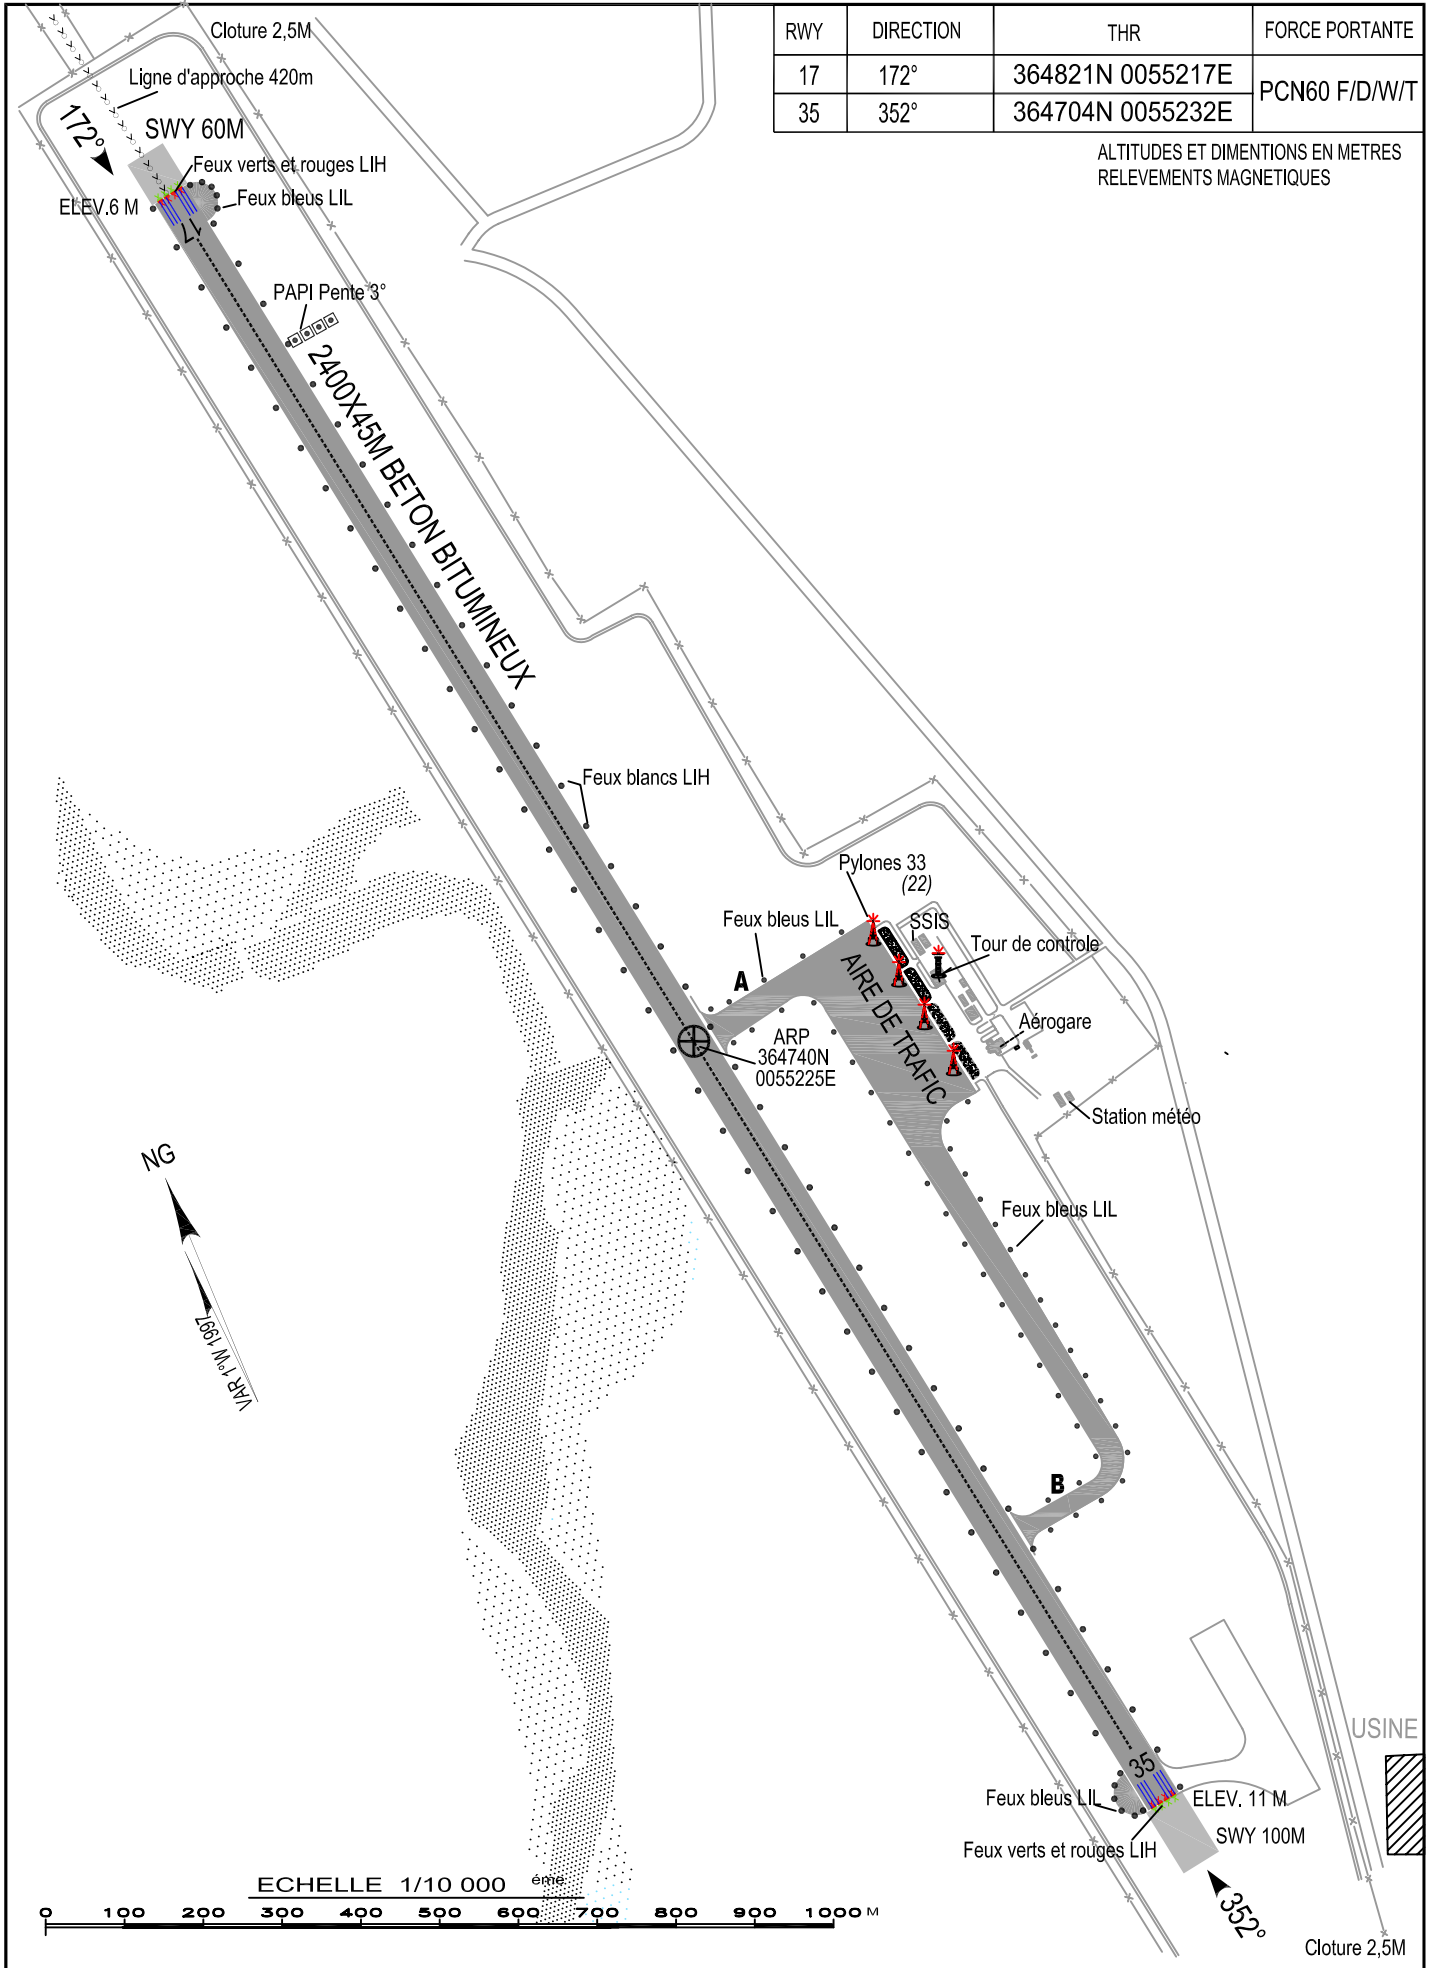 Cloture 2,5M
RWY DIRECTION THR FORCE PORTANTE
17 172° 364821N 0055217E PCN60 F/D/W/T
35 352° 364704N 0055232E
ALTITUDES ET DIMENTIONS EN METRES
RELEVEMENTS MAGNETIQUES
Ligne d'approche 420m
172°
SWY 60M
Feux verts et rouges LIH
Feux bleus LIL
ELEV.6 M
17
PAPI Pente 3°
2400X45M BETON BITUMINEUX
Feux blancs LIH
Pylones 33
(22)
Feux bleus LIL
SSIS
Tour de controle
A
AIRE DE TRAFIC
Aérogare
ARP
364740N
0055225E
Station météo
NG
VAR 1°W 1997
Feux bleus LIL
B
USINE
35
Feux bleus LIL
ELEV. 11 M
SWY 100M
Feux verts et rouges LIH
352°
Cloture 2,5M
ECHELLE 1/10 000 éme
0 100 200 300 400 500 600 700 800 900 1000 M